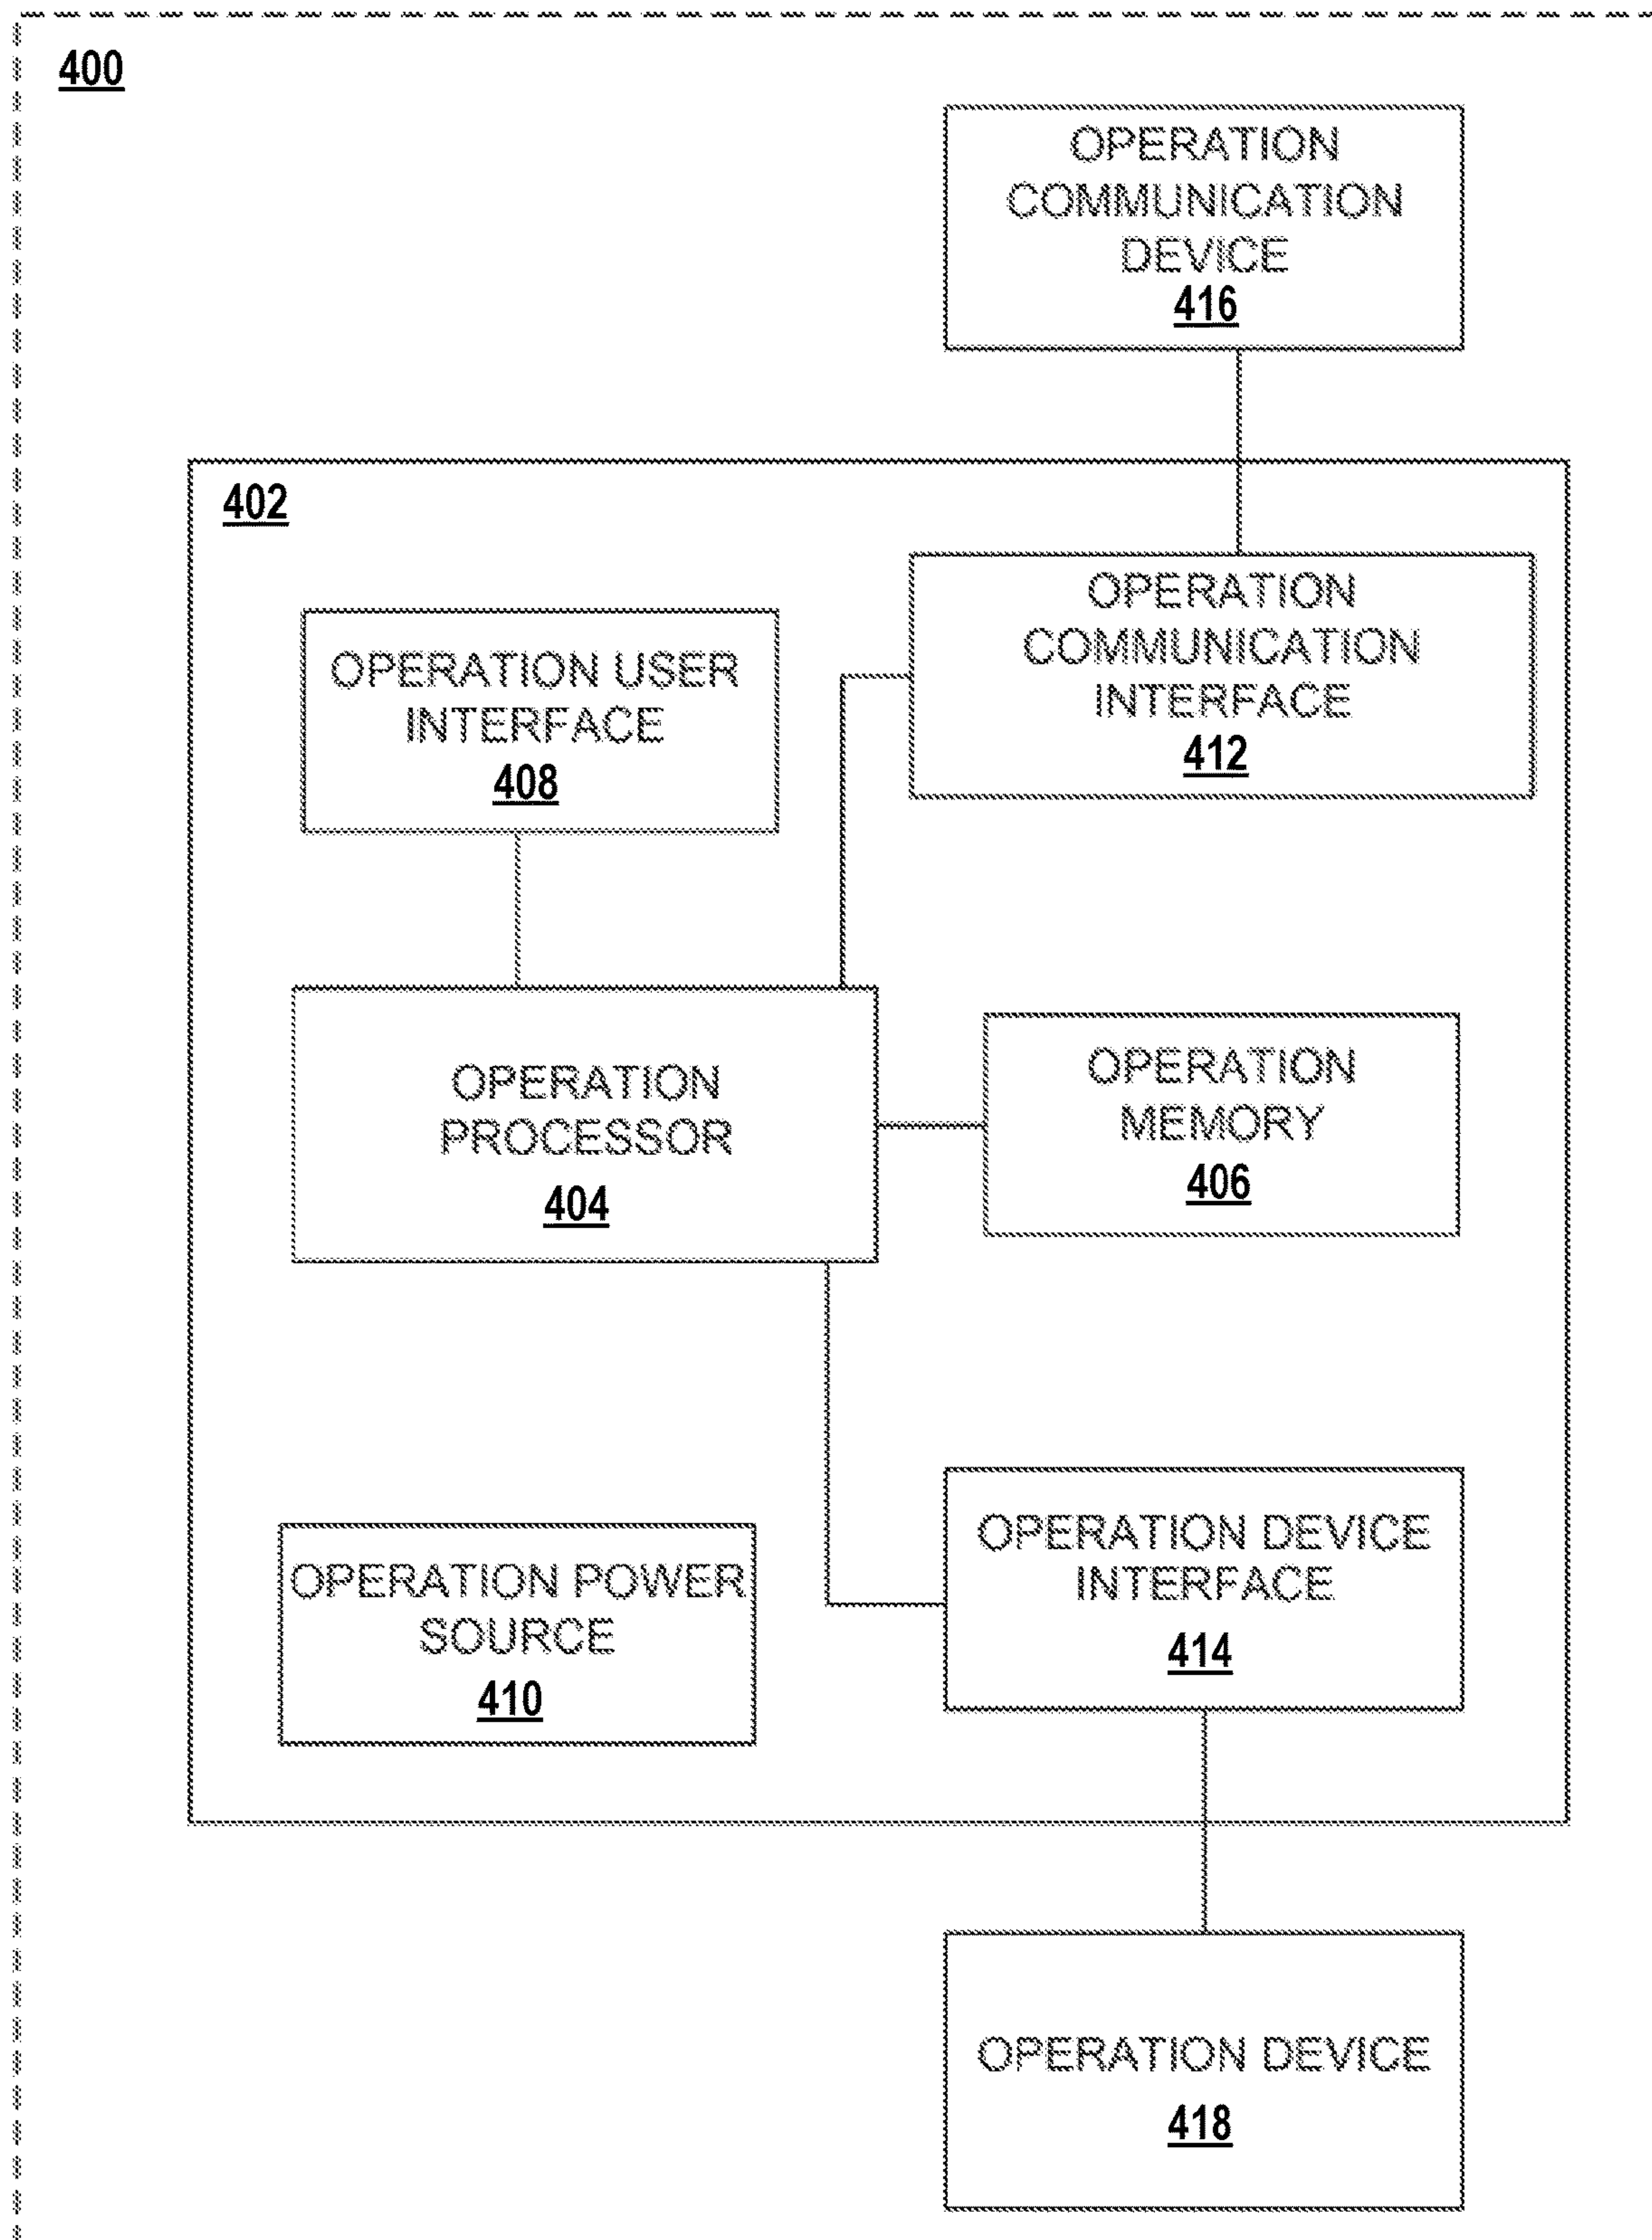 400
OPERATION
COMMUNICATION
DEVICE
416
402
OPERATION USER
INTERFACE
408
OPERATION
COMMUNICATION
INTERFACE
412
OPERATION
PROCESSOR
404
OPERATION
MEMORY
406
OPERATION POWER
SOURCE
410
OPERATION DEVICE
INTERFACE
414
OPERATION DEVICE
418